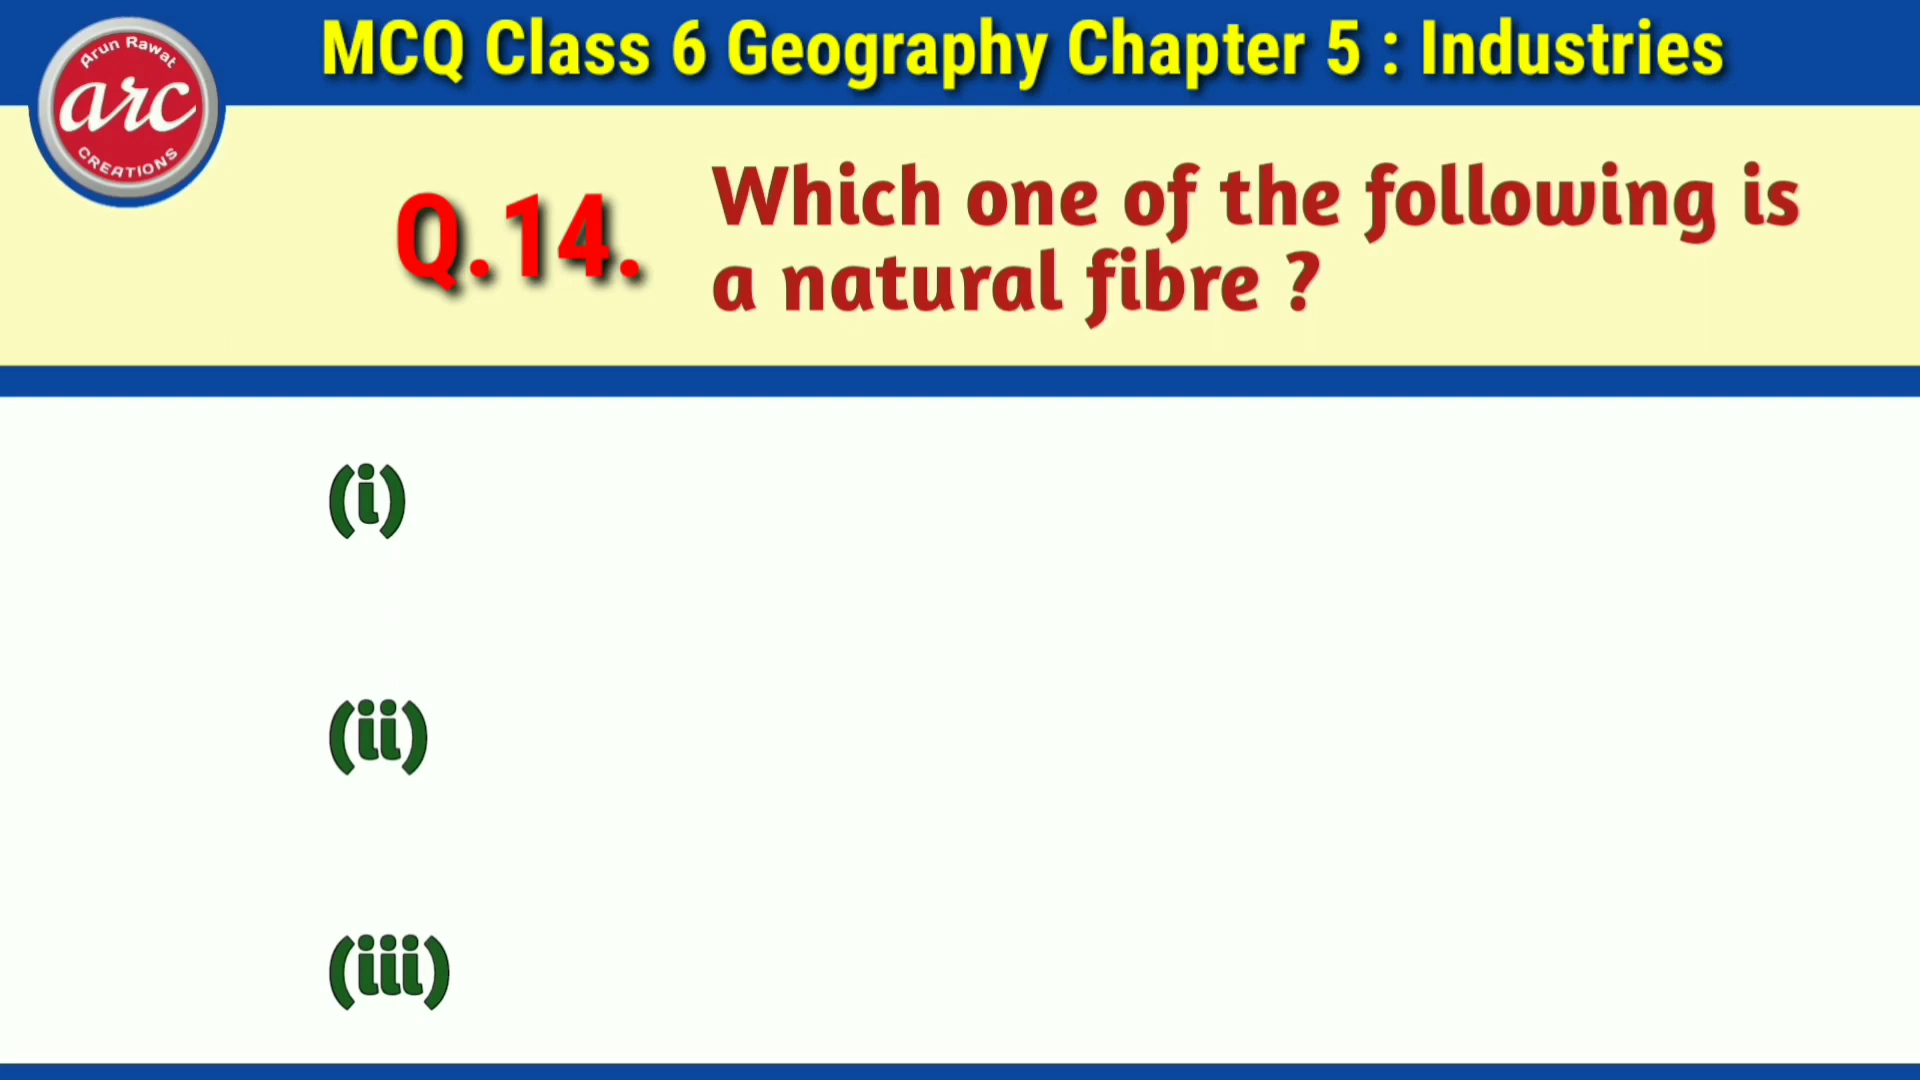 MCQ Class 6 Geography Chapter 5 : Industries
Arun Rawat
arc
CREATIONS
Q.14.
Which one of the following is
a natural fibre ?
(i)
(ii)
(iii)